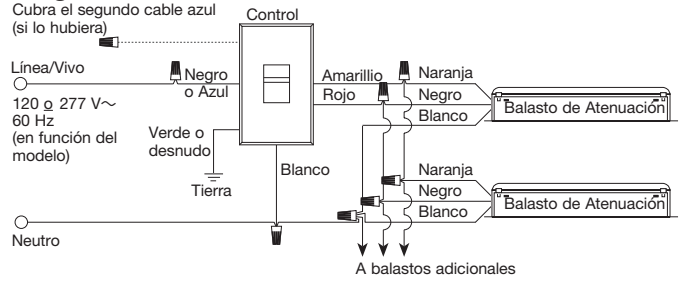 Cubra el segundo cable azul
(si lo hubiera)
Control
Línea/Vivo
120 o 277 V~
60 Hz
(en función del
modelo)
Negro
o Azul
Verde o
desnudo
Tierra
Blanco
Neutro
Amarillio
Rojo
Naranja
Negro
Blanco
Balasto de Atenuación
Naranja
Negro
Blanco
Balasto de Atenuación
A balastos adicionales